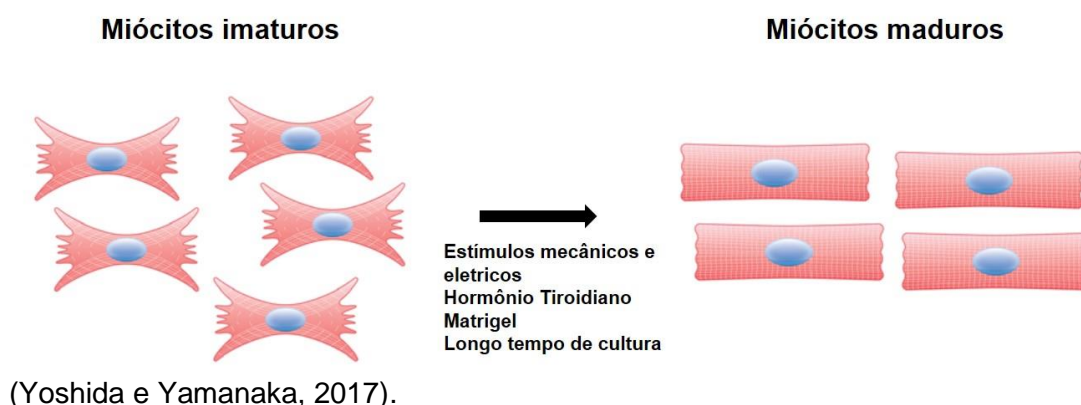 Miócitos imaturos
Miócitos maduros
Estímulos mecânicos e
eletricos
Hormônio Tiroidiano
Matrigel
Longo tempo de cultura
(Yoshida e Yamanaka, 2017).